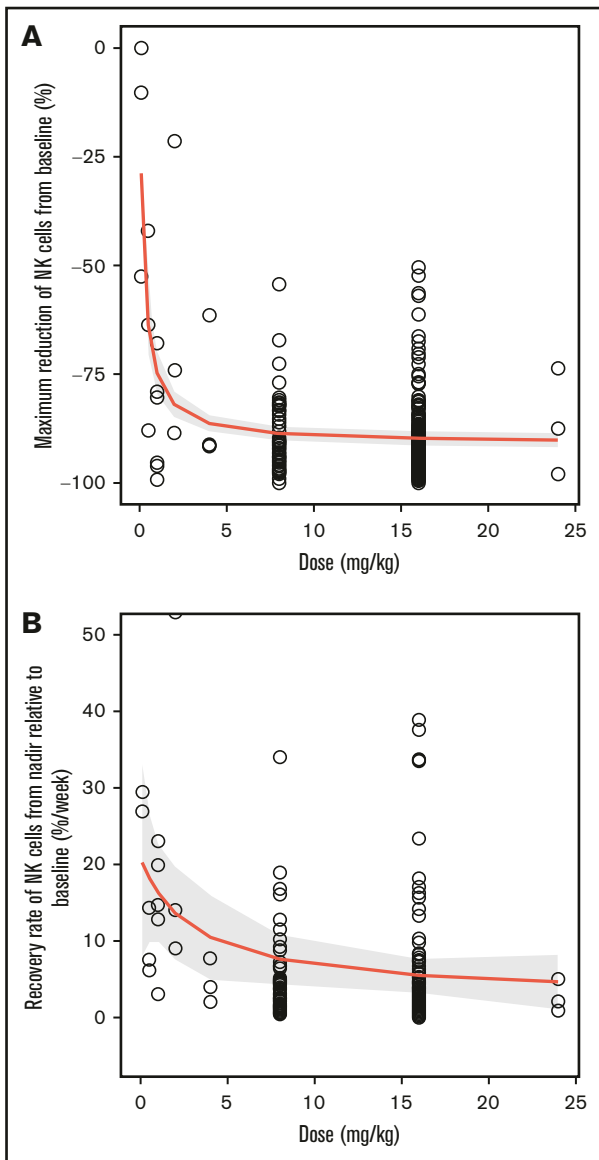 A
Maximum reduction of NK cells from baseline (%)
0
−25
−50
−75
−100
0 5 10 15 20 25
Dose (mg/kg)
B
Recovery rate of NK cells from nadir relative to
baseline (%/week)
50
40
30
20
10
0
0 5 10 15 20 25
Dose (mg/kg)